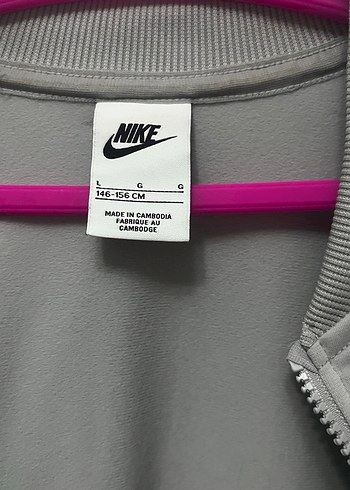 NIKE
L G G
146-156 CM
MADE IN CAMBODIA
FABRIQUE AU
CAMBODGE